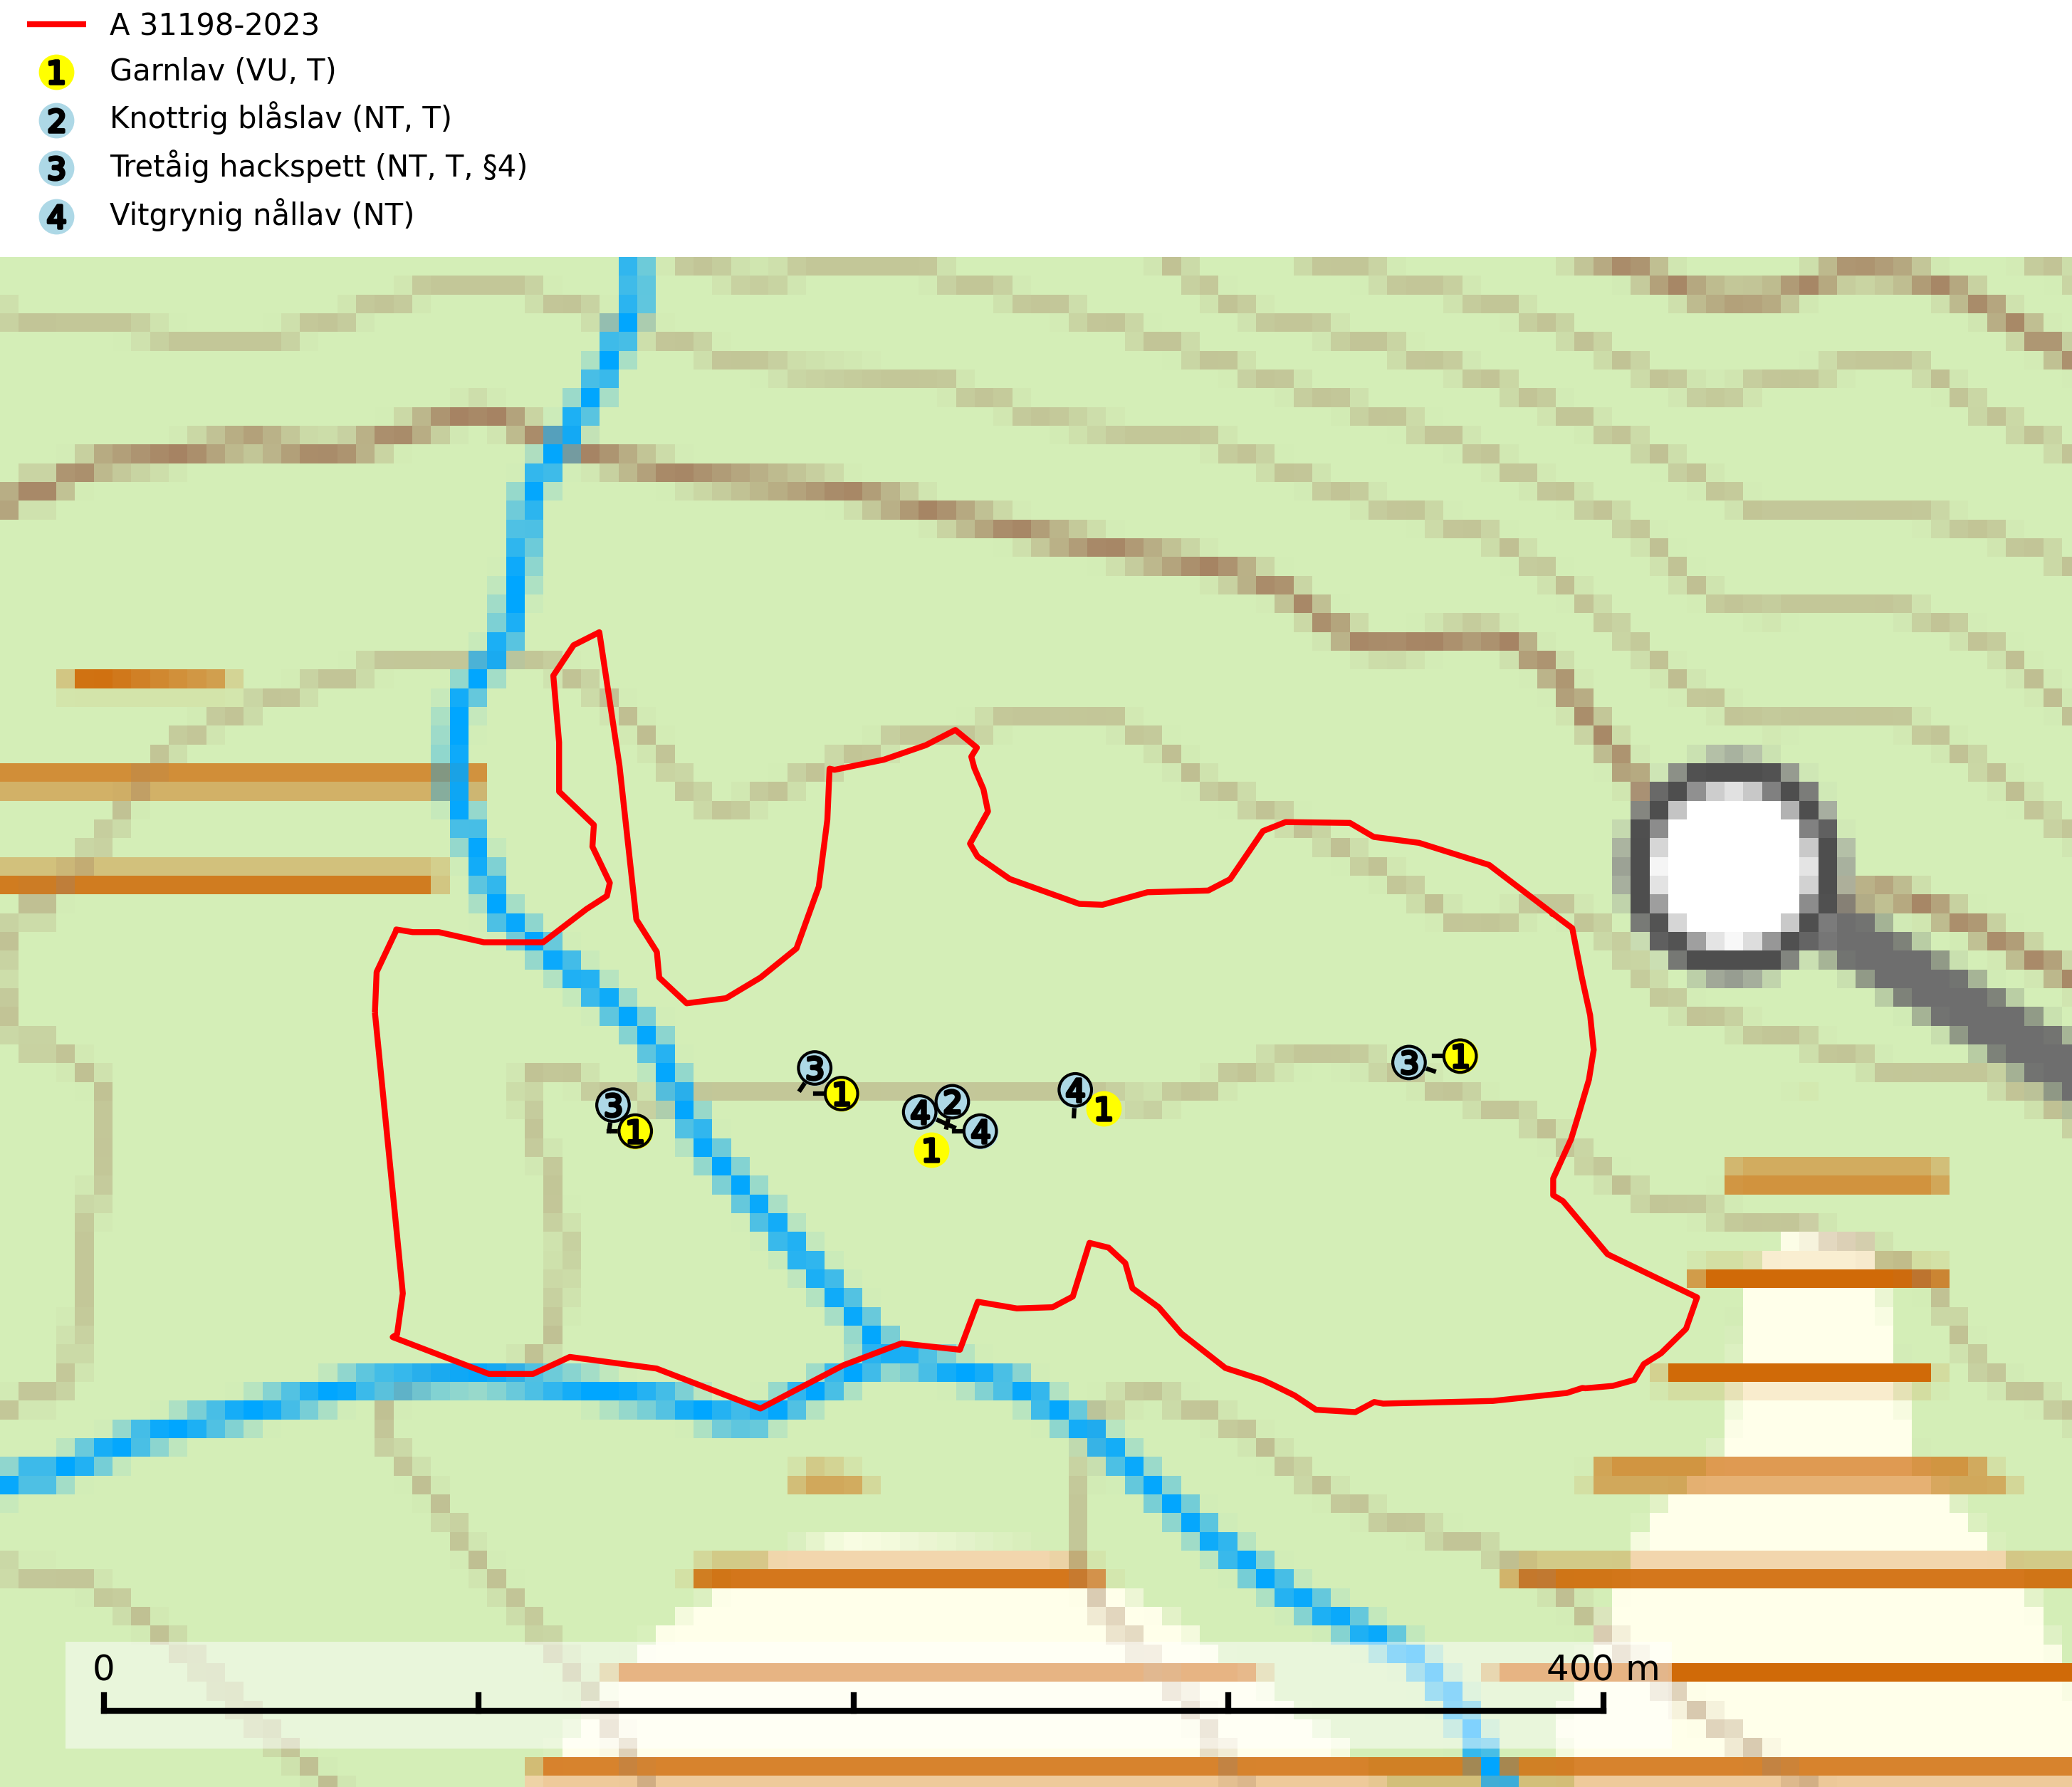 A 31198-2023
1 Garnlav (VU, T)
2 Knottrig blåslav (NT, T)
3 Tretåig hackspett (NT, T, §4)
4 Vitgrynig nållav (NT)
3 1
3 1
3 1
4 2 4
1
4 1
0 400 m